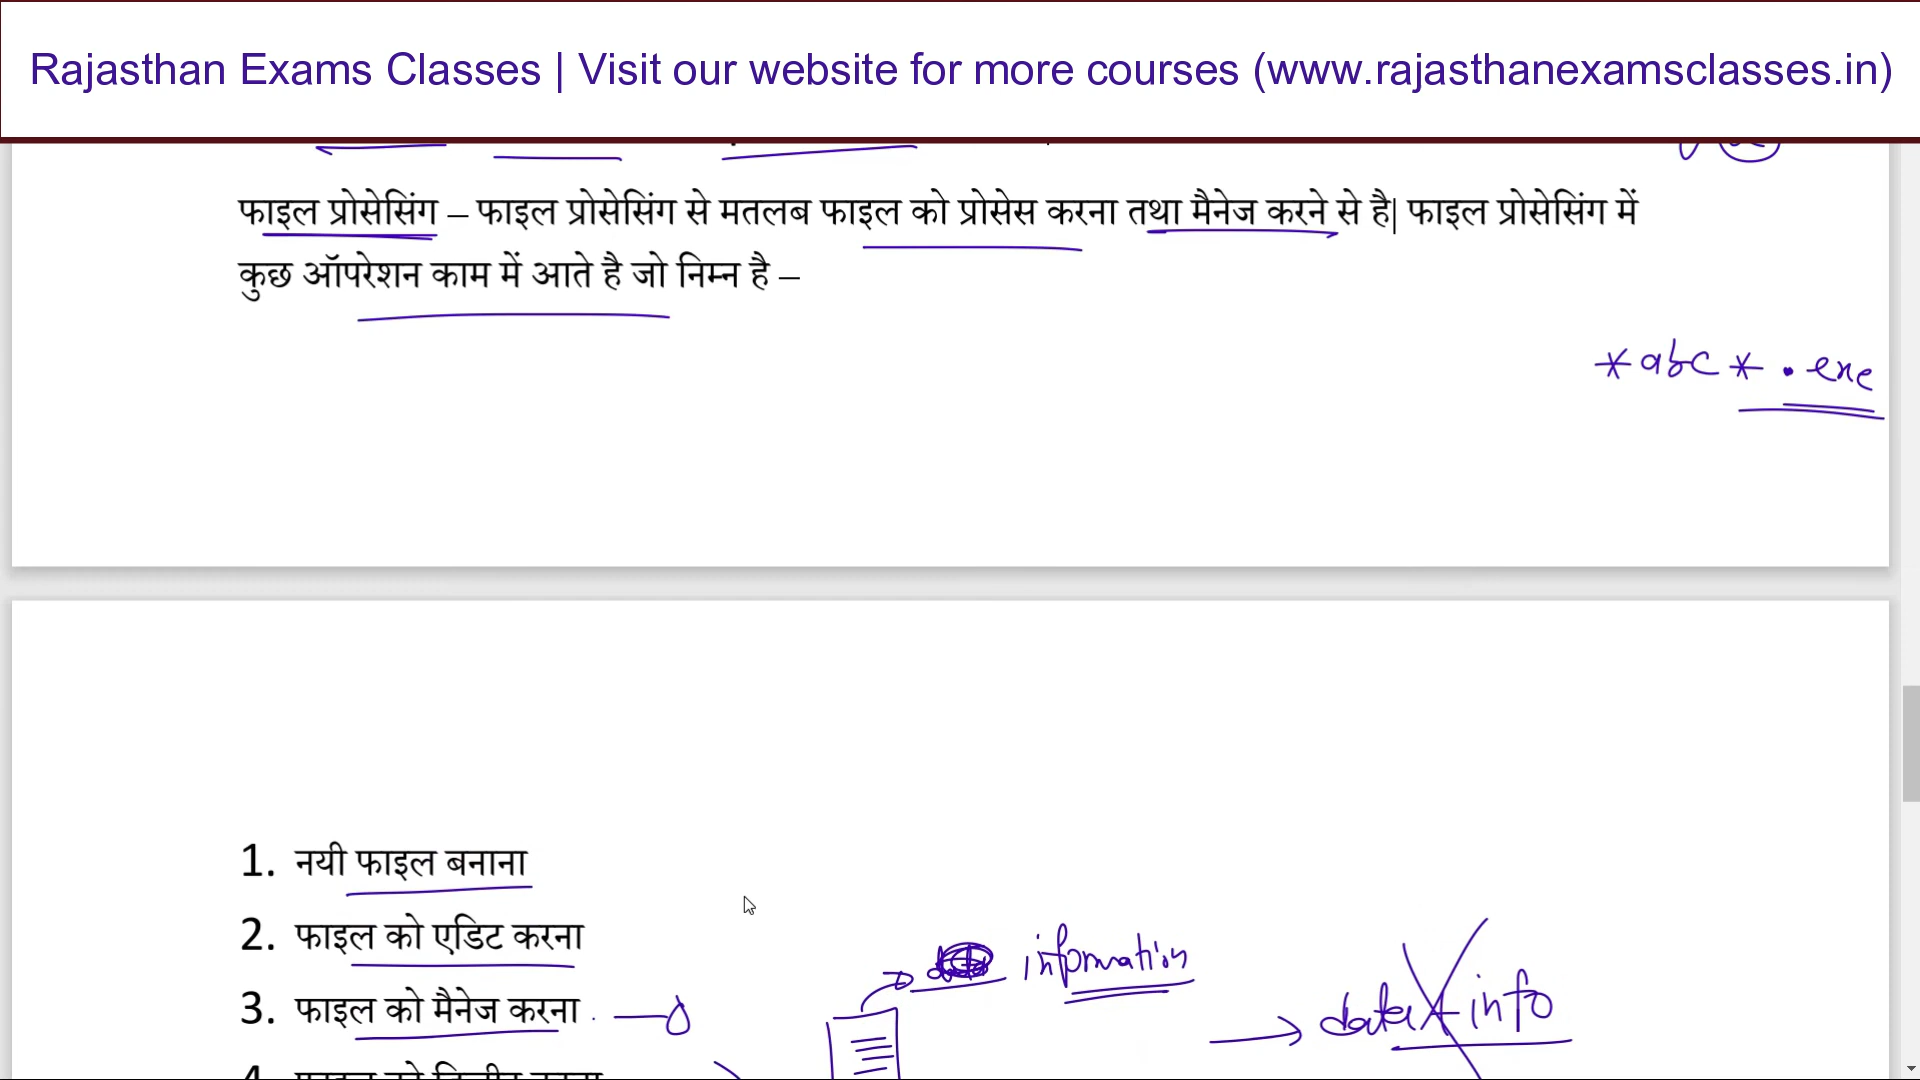 Rajasthan Exams Classes | Visit our website for more courses (www.rajasthanexamsclasses.in)
फाइल प्रोसेसिंग – फाइल प्रोसेसिंग से मतलब फाइल को प्रोसेस करना तथा मैनेज करने से है| फाइल प्रोसेसिंग में
कुछ ऑपरेशन काम में आते है जो निम्न है –
*abc*.exe
1. नयी फाइल बनाना
2. फाइल को एडिट करना
information
3. फाइल को मैनेज करना
data + info